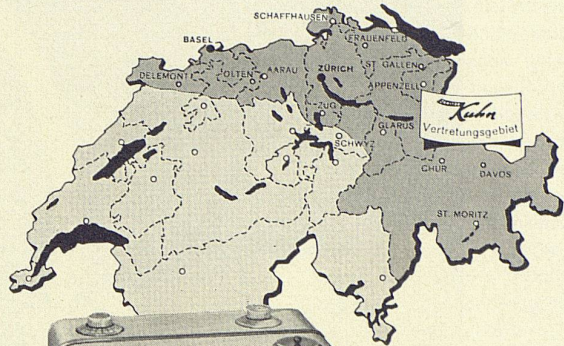 SCHAFFHAUSEN
BASEL
FRAUENFELD
DELEMONT
OLTEN
AARAU
ZÜRICH
ST. GALLEN
APPENZELL
ZUG
Kuhn
Vertretungsgebiet
GLARUS
SCHWYZ
CHUR
DAVOS
ST. MORITZ